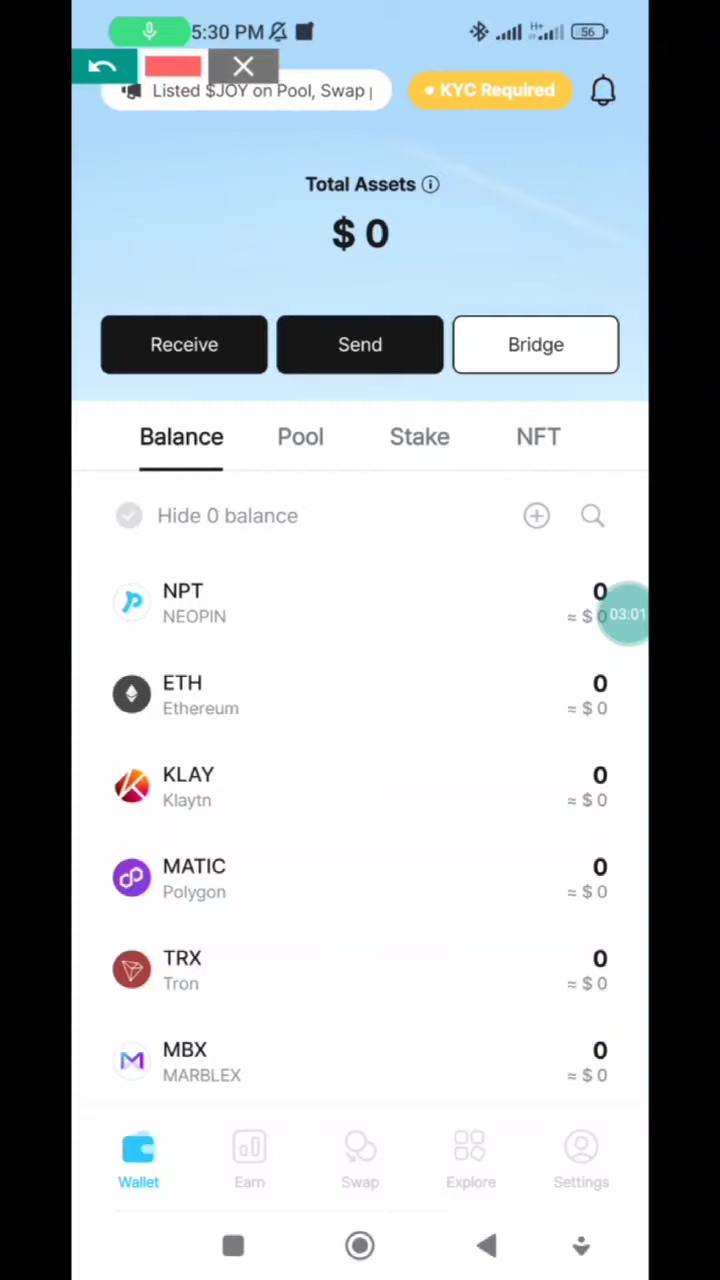 5:30 PM
H+
56
Listed $JOY on Pool, Swap
KYC Required
Total Assets
$ 0
Receive
Send
Bridge
Balance
Pool
Stake
NFT
Hide 0 balance
NPT
0
NEOPIN
≈ $ 0
03:01
ETH
0
Ethereum
≈ $ 0
KLAY
0
Klaytn
≈ $ 0
MATIC
0
Polygon
≈ $ 0
TRX
0
Tron
≈ $ 0
MBX
0
MARBLEX
≈ $ 0
Wallet
Earn
Swap
Explore
Settings